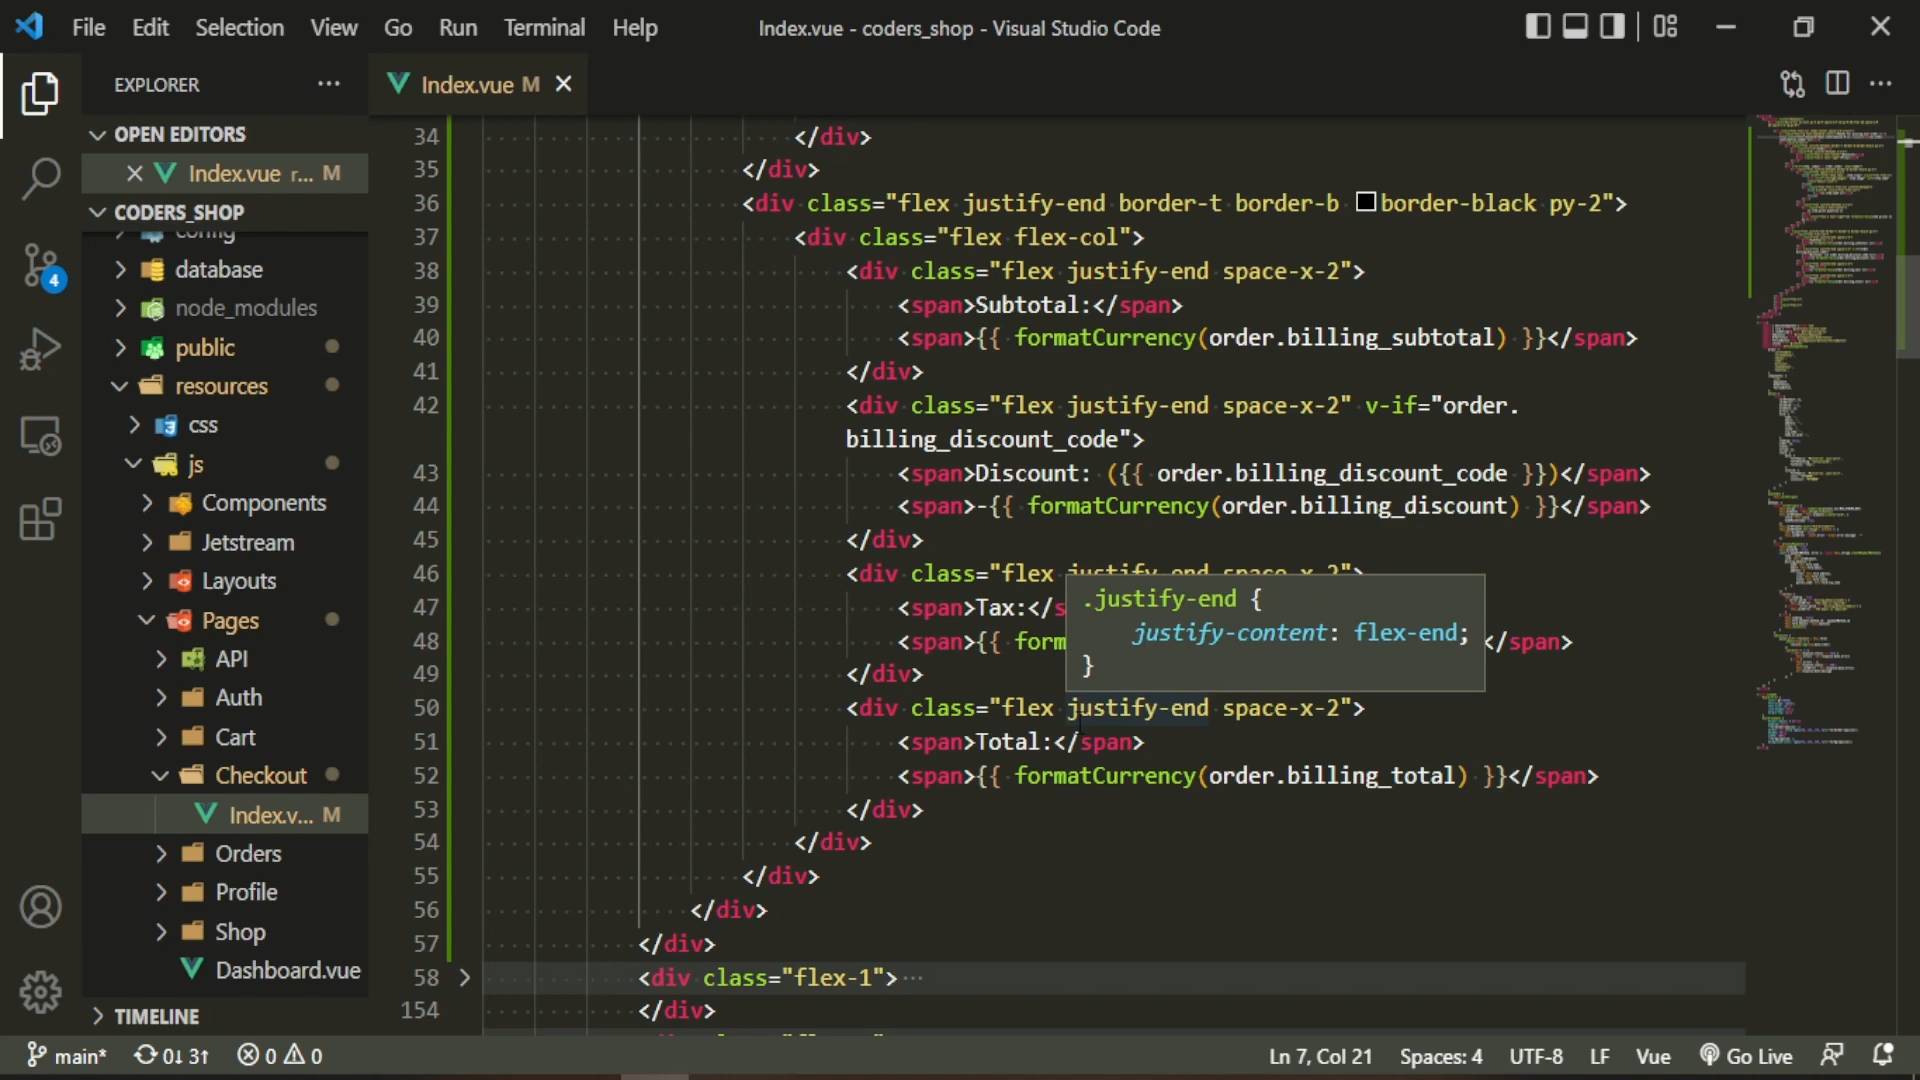 File Edit Selection View Go Run Terminal Help
Index.vue - coders_shop - Visual Studio Code
EXPLORER
Index.vue M
OPEN EDITORS
Index.vue r... M
CODERS_SHOP
config
database
node_modules
public
resources
css
js
Components
Jetstream
Layouts
Pages
API
Auth
Cart
Checkout
Index.v... M
Orders
Profile
Shop
Dashboard.vue
TIMELINE
4
34 </div>
35 </div>
36 <div class="flex justify-end border-t border-b border-black py-2">
37 <div class="flex flex-col">
38 <div class="flex justify-end space-x-2">
39 <span>Subtotal:</span>
40 <span>{{ formatCurrency(order.billing_subtotal) }}</span>
41 </div>
42 <div class="flex justify-end space-x-2" v-if="order.
billing_discount_code">
43 <span>Discount: ({{ order.billing_discount_code }})</span>
44 <span>-{{ formatCurrency(order.billing_discount) }}</span>
45 </div>
46 <div class="flex justify-end space-x-2">
47 <span>Tax:</s
48 <span>{{ form </span>
49 </div>
.justify-end {
justify-content: flex-end;
}
50 <div class="flex justify-end space-x-2">
51 <span>Total:</span>
52 <span>{{ formatCurrency(order.billing_total) }}</span>
53 </div>
54 </div>
55 </div>
56 </div>
57 </div>
58 <div class="flex-1">···
154 </div>
main* 0↓ 3↑ 0 0
Ln 7, Col 21 Spaces: 4 UTF-8 LF Vue Go Live